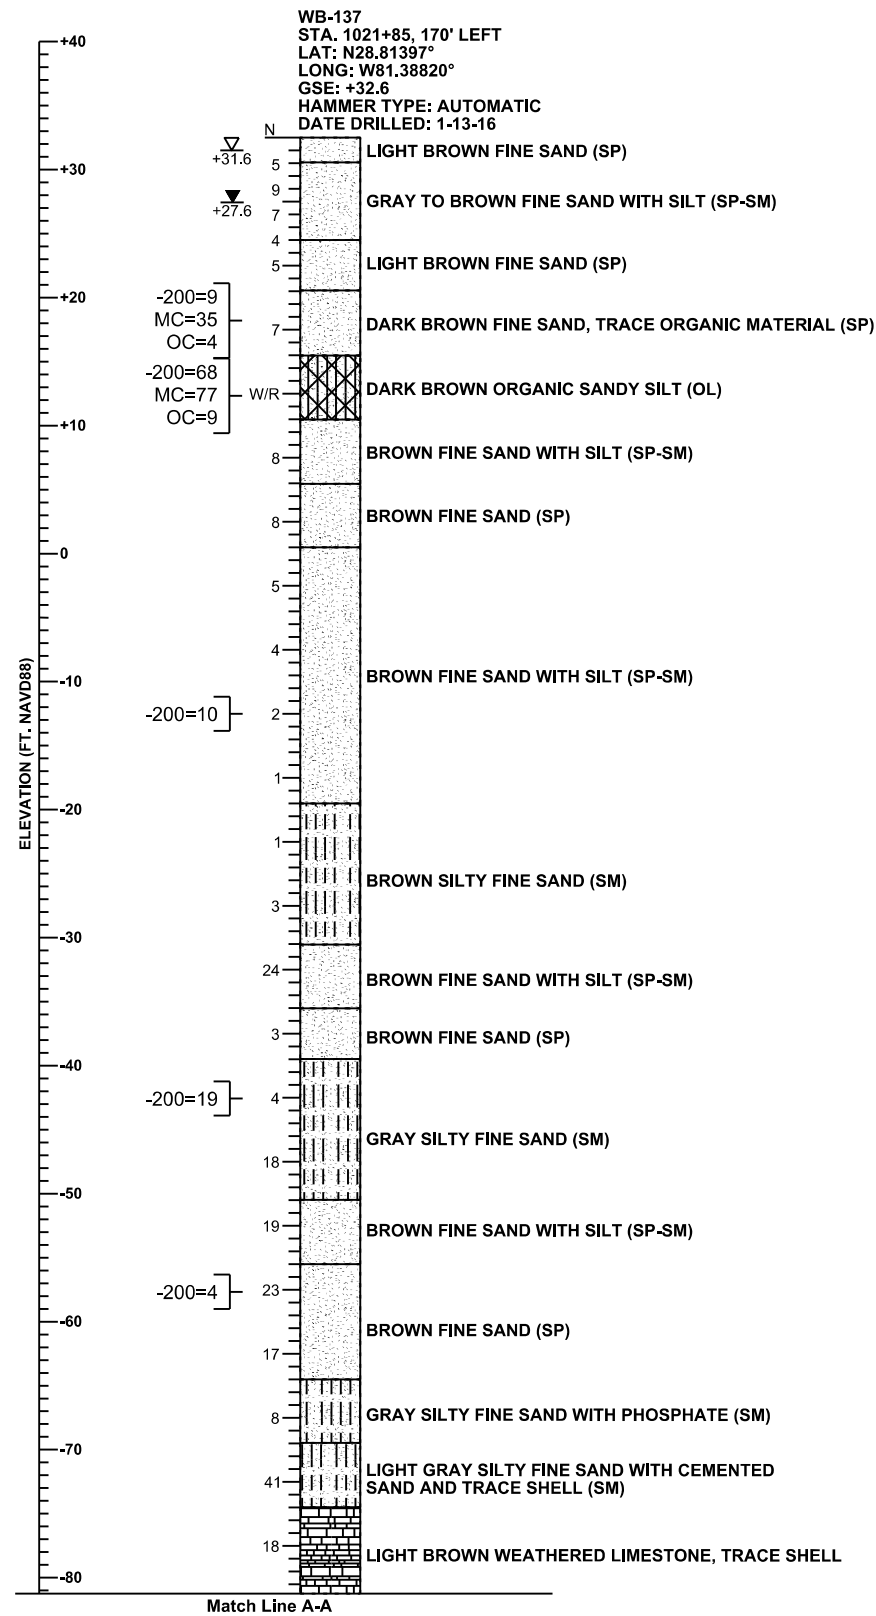 WB-137
STA. 1021+85, 170' LEFT
LAT: N28.81397°
LONG: W81.38820°
GSE: +32.6
HAMMER TYPE: AUTOMATIC
DATE DRILLED: 1-13-16
+40
N
+31.6
LIGHT BROWN FINE SAND (SP)
+30
5
9
GRAY TO BROWN FINE SAND WITH SILT (SP-SM)
+27.6
7
4
5
LIGHT BROWN FINE SAND (SP)
+20
-200=9
MC=35
OC=4
7
DARK BROWN FINE SAND, TRACE ORGANIC MATERIAL (SP)
-200=68
MC=77
OC=9
W/R
DARK BROWN ORGANIC SANDY SILT (OL)
+10
8
BROWN FINE SAND WITH SILT (SP-SM)
8
BROWN FINE SAND (SP)
0
5
4
BROWN FINE SAND WITH SILT (SP-SM)
-10
-200=10
2
1
ELEVATION (FT. NAVD88)
-20
1
BROWN SILTY FINE SAND (SM)
3
-30
24
BROWN FINE SAND WITH SILT (SP-SM)
3
BROWN FINE SAND (SP)
-40
-200=19
4
GRAY SILTY FINE SAND (SM)
18
-50
19
BROWN FINE SAND WITH SILT (SP-SM)
-200=4
23
-60
BROWN FINE SAND (SP)
17
8
GRAY SILTY FINE SAND WITH PHOSPHATE (SM)
-70
41
LIGHT GRAY SILTY FINE SAND WITH CEMENTED
SAND AND TRACE SHELL (SM)
18
LIGHT BROWN WEATHERED LIMESTONE, TRACE SHELL
-80
Match Line A-A